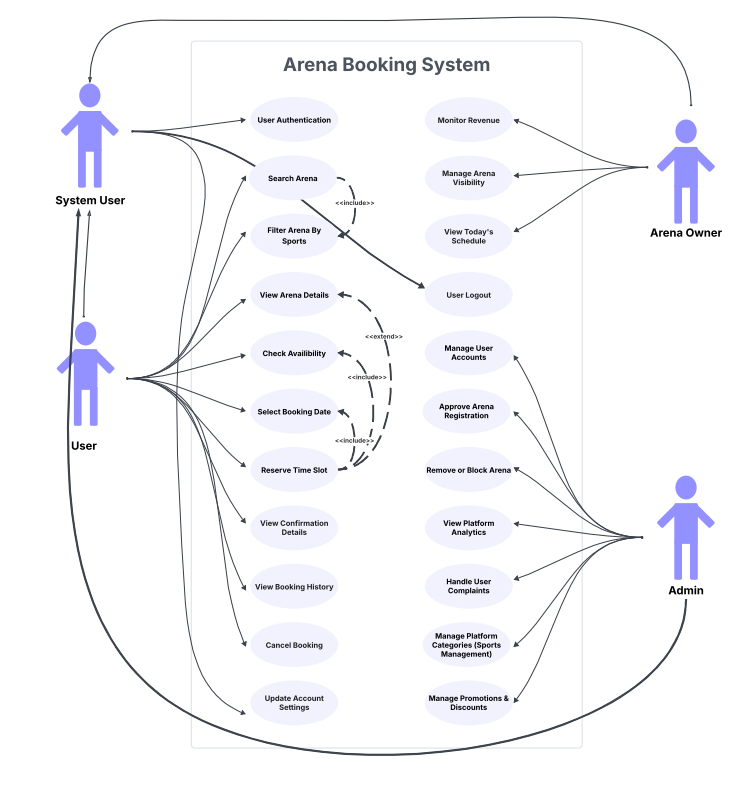 Arena Booking System
System User
User
Arena Owner
Admin
User Authentication
Search Arena
<<include>>
Filter Arena By
Sports
View Arena Details
<<extend>>
Check Availibility
<<include>>
Select Booking Date
<<include>>
Reserve Time Slot
View Confirmation
Details
View Booking History
Cancel Booking
Update Account
Settings
Monitor Revenue
Manage Arena
Visibility
View Today's
Schedule
User Logout
Manage User
Accounts
Approve Arena
Registration
Remove or Block Arena
View Platform
Analytics
Handle User
Complaints
Manage Platform
Categories (Sports
Management)
Manage Promotions &
Discounts